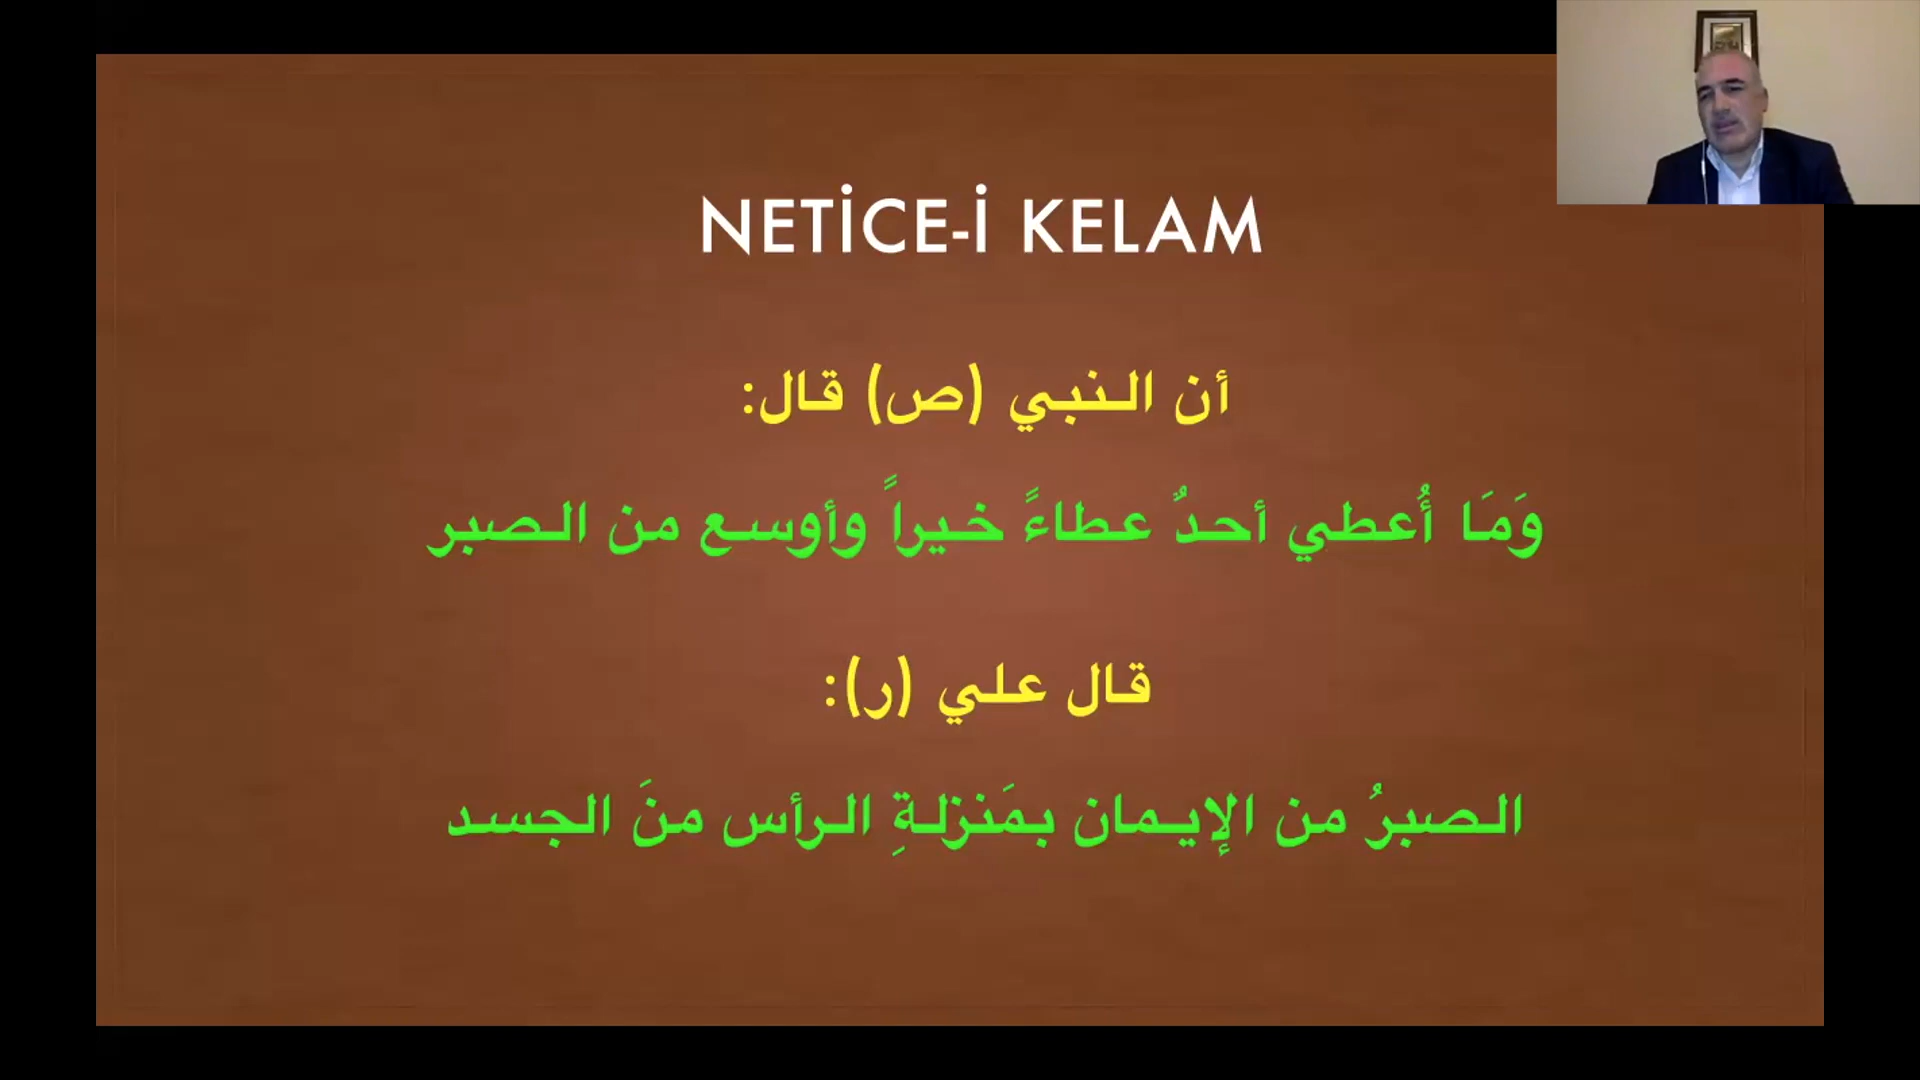 NETİCE-İ KELAM
أن النبي (ص) قال:
وَمَا أُعطي أحدٌ عطاءً خيراً وأوسع من الصبر
قال علي (ر):
الصبرُ من الإيمان بمَنزلةِ الرأس منَ الجسد